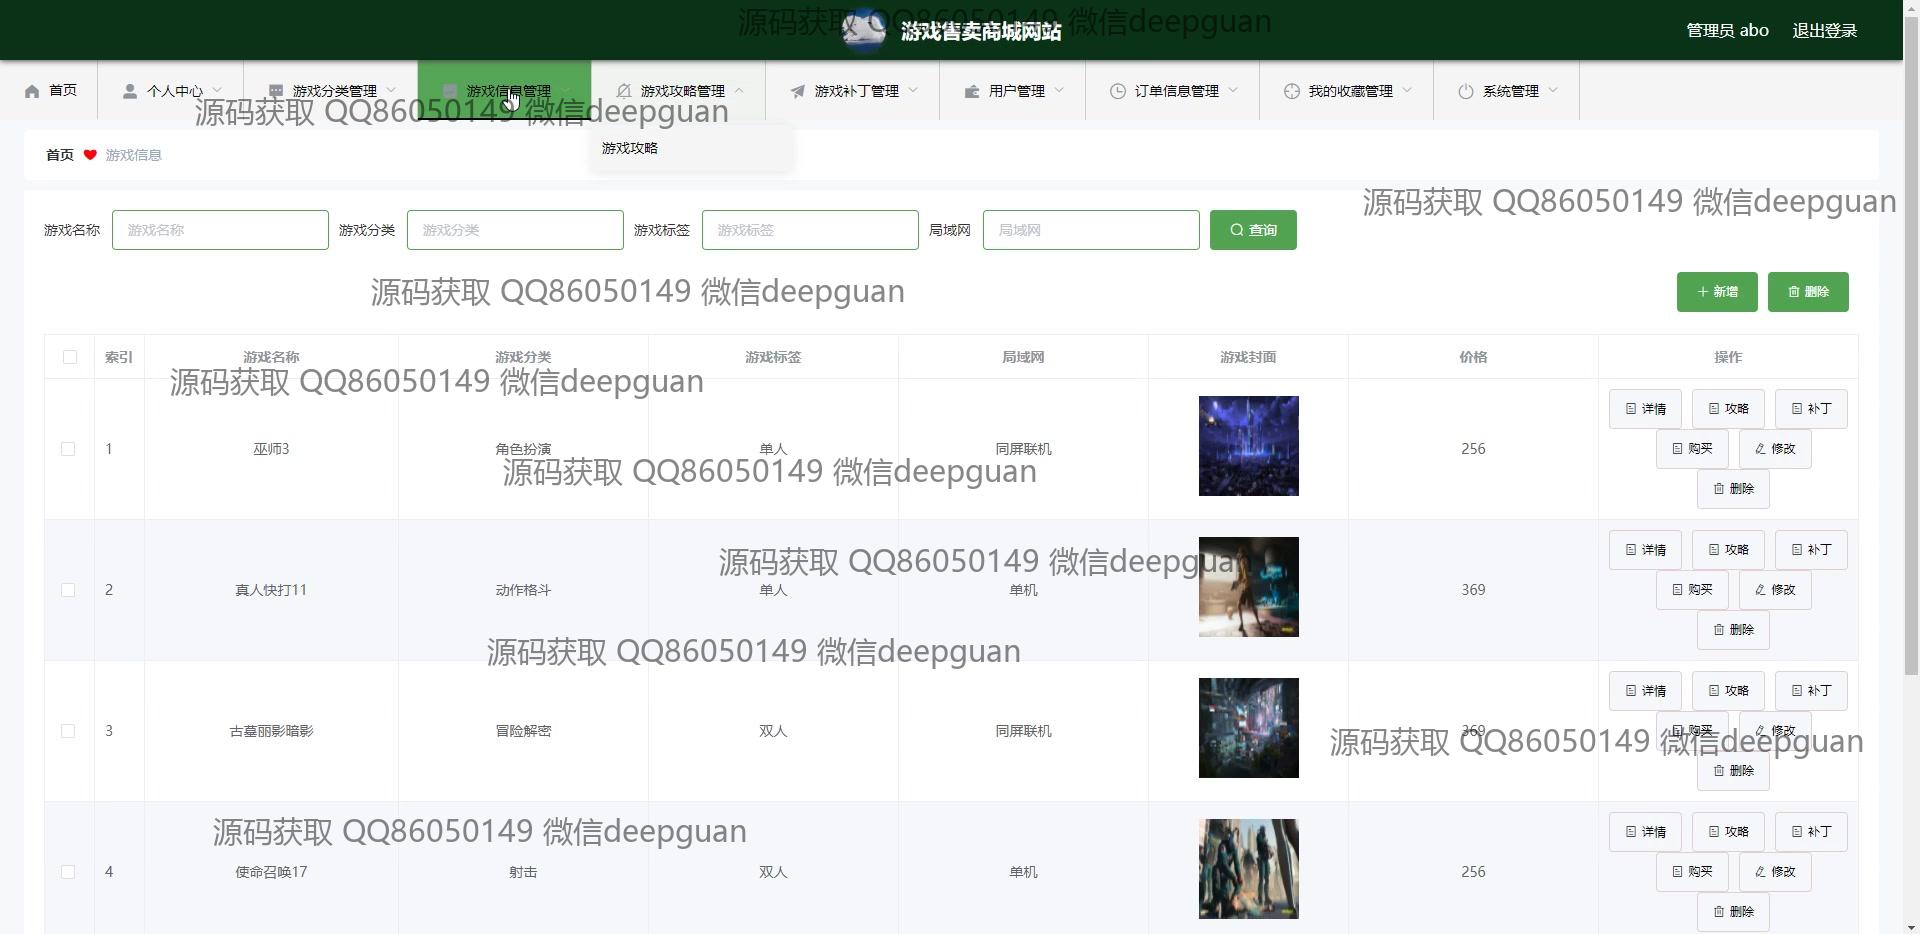 源码获取 QQ86050149 微信deepguan
游戏售卖商城网站
管理员 abo 退出登录
首页 个人中心 游戏分类管理 游戏信息管理 游戏攻略管理 游戏补丁管理 用户管理 订单信息管理 我的收藏管理 系统管理
源码获取 QQ86050149 微信deepguan
游戏攻略
首页 游戏信息
源码获取 QQ86050149 微信deepguan
游戏名称 游戏名称 游戏分类 游戏分类 游戏标签 游戏标签 局域网 局域网 查询
源码获取 QQ86050149 微信deepguan
新增 删除
索引 游戏名称 游戏分类 游戏标签 局域网 游戏封面 价格 操作
源码获取 QQ86050149 微信deepguan
详情 攻略 补丁
1 巫师3 角色扮演 单人 同屏联机 256 购买 修改
源码获取 QQ86050149 微信deepguan
删除
详情 攻略 补丁
源码获取 QQ86050149 微信deepguan
2 真人快打11 动作格斗 单人 单机 369 购买 修改
删除
源码获取 QQ86050149 微信deepguan
详情 攻略 补丁
3 古墓丽影暗影 冒险解密 双人 同屏联机 369 购买 修改
源码获取 QQ86050149 微信deepguan
删除
源码获取 QQ86050149 微信deepguan
详情 攻略 补丁
4 使命召唤17 射击 双人 单机 256 购买 修改
删除